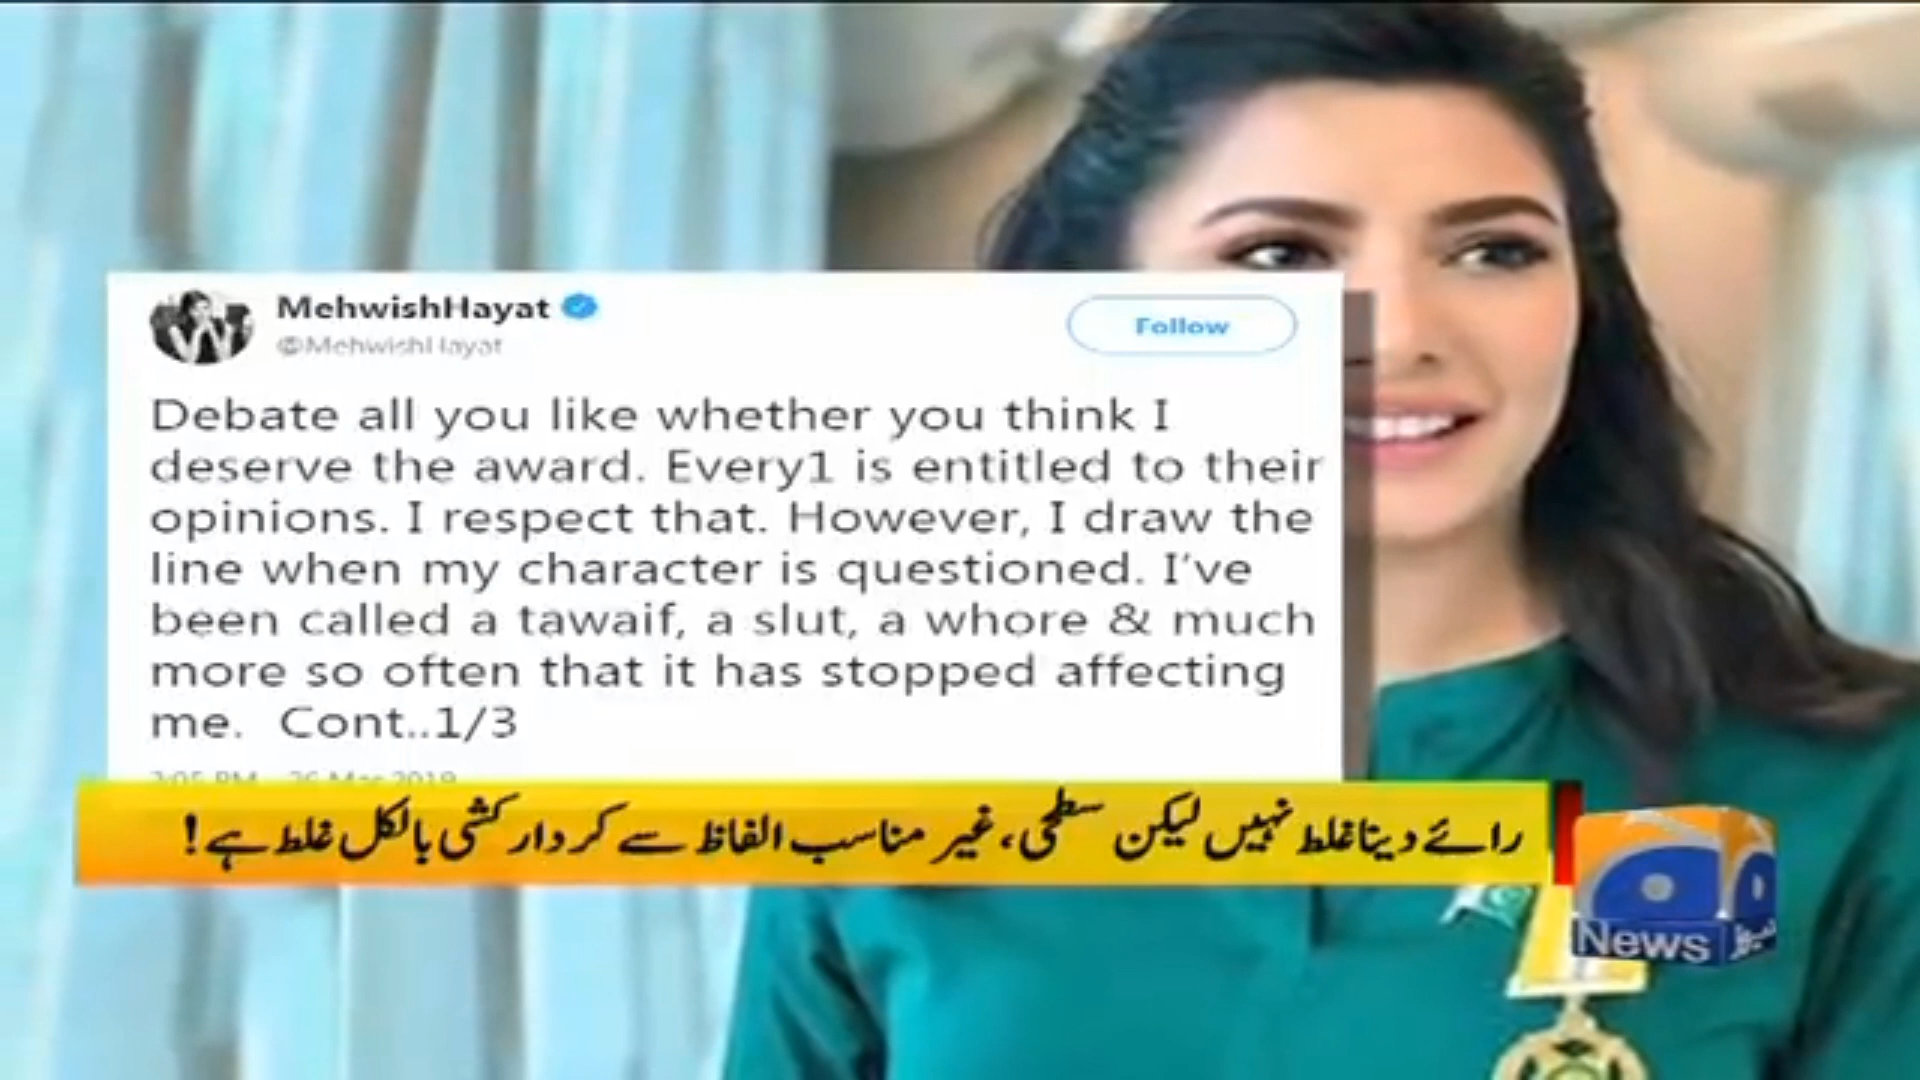 MehwishHayat
@MehwishHayat
Follow
Debate all you like whether you think I
deserve the award. Every1 is entitled to their
opinions. I respect that. However, I draw the
line when my character is questioned. I've
been called a tawaif, a slut, a whore & much
more so often that it has stopped affecting
me. Cont..1/3
رائے دینا غلط نہیں لیکن سطحی، غیر مناسب الفاظ سے کردار کشی بالکل غلط ہے!
News نیوز